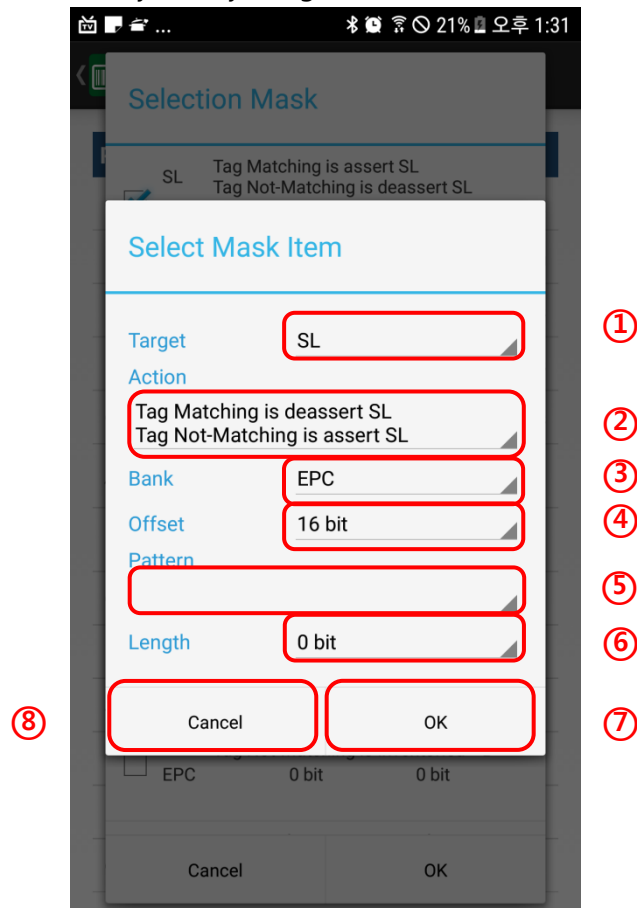 ... 21% 오후 1:31
Selection Mask
SL
Tag Matching is assert SL
Tag Not-Matching is deassert SL
Select Mask Item
Target SL ①
Action
Tag Matching is deassert SL
Tag Not-Matching is assert SL ②
Bank EPC ③
Offset 16 bit ④
Pattern
⑤
Length 0 bit ⑥
⑧ Cancel OK ⑦
EPC 0 bit 0 bit
Cancel OK